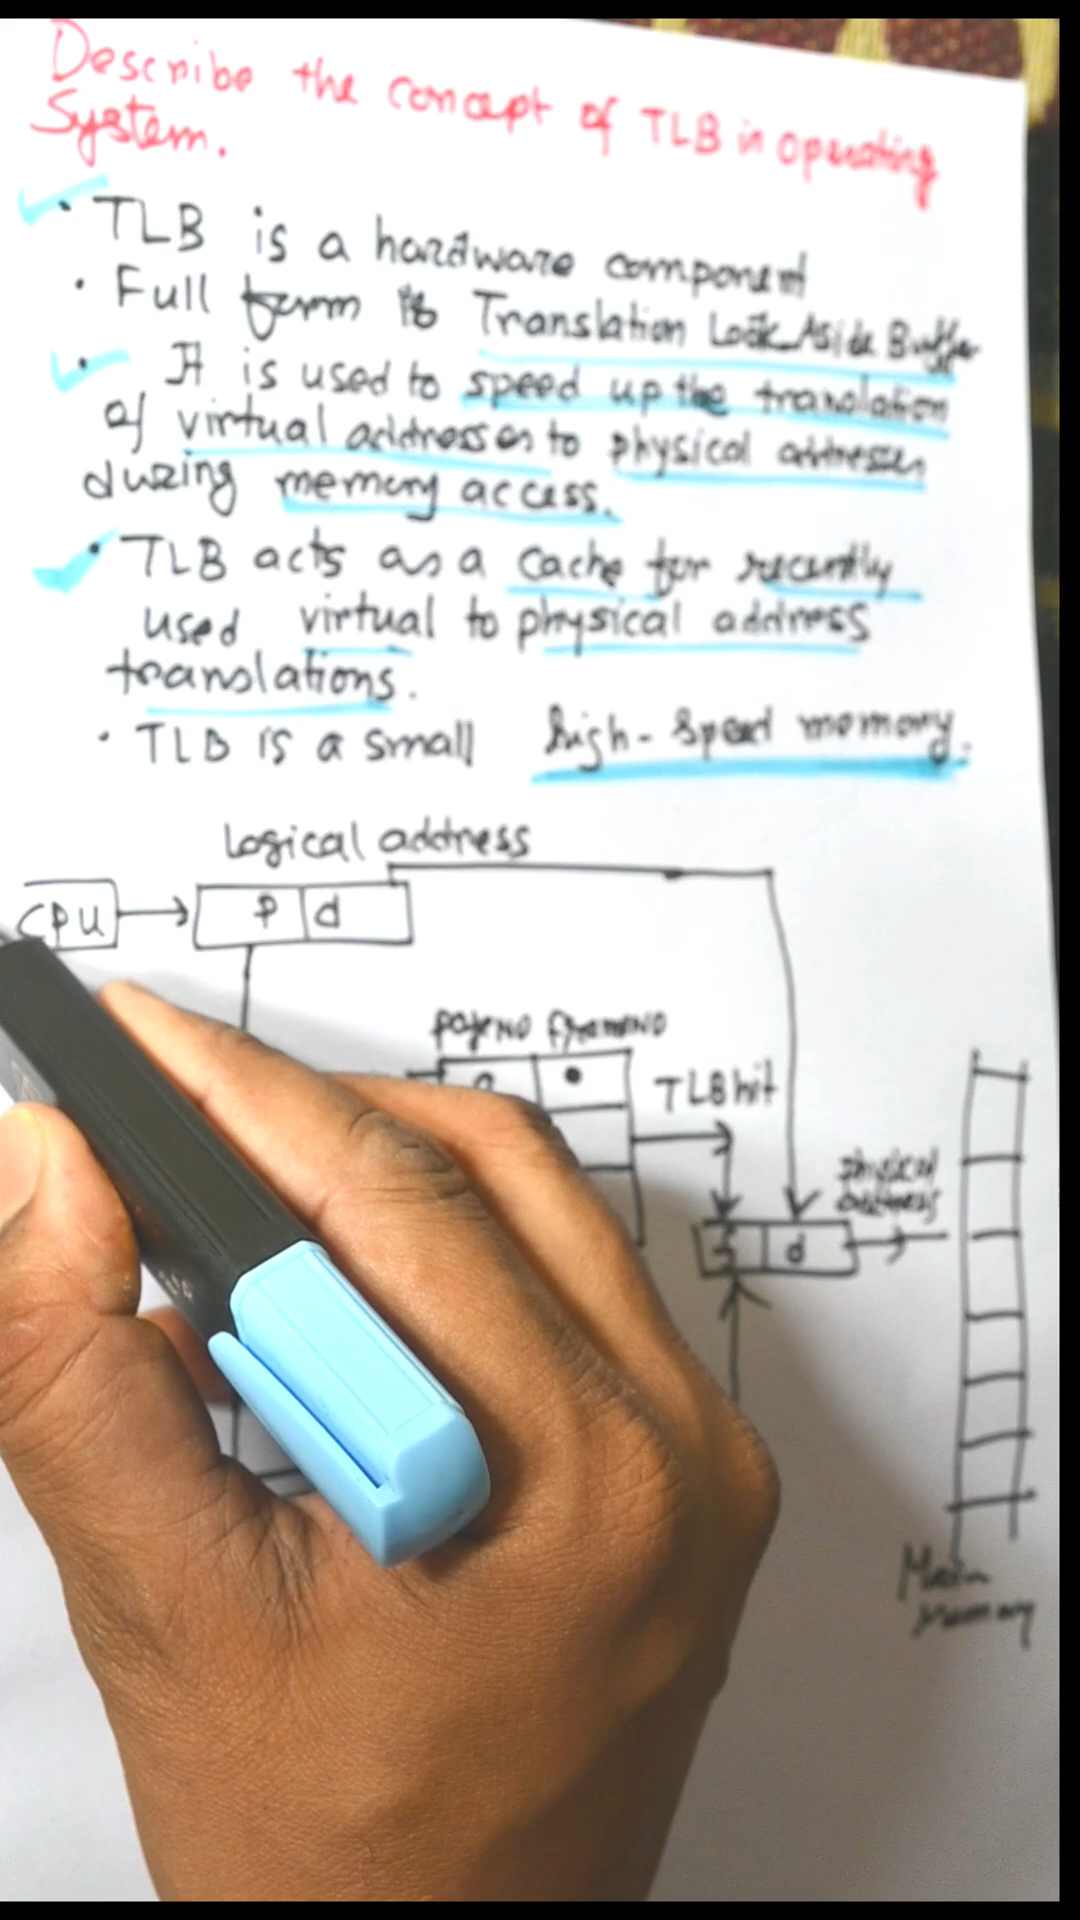 Describe the concept of TLB in operating
System.
• TLB is a hardware component
• Full form is Translation Look Aside Buffer
• It is used to speed up the translation
of virtual addresses to physical addresses
during memory access.
• TLB acts as a cache for recently
used virtual to physical address
translations.
• TLB is a small high-speed memory.
Logical address
CPU
p d
page no frame no
TLB hit
physical
address
f d
Main
Memory